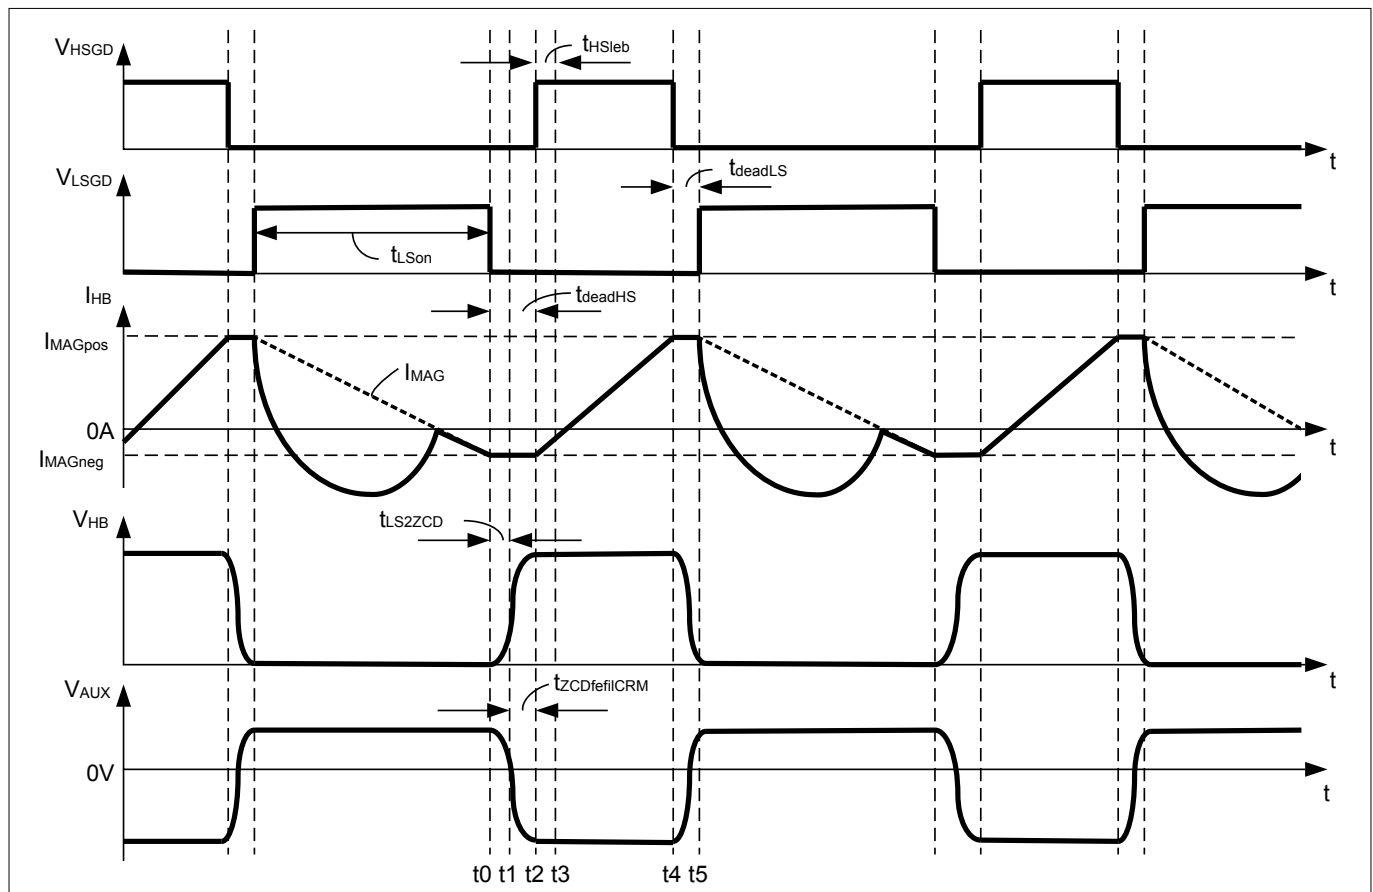 VHSGD
tHSleb
t
VLSGD
tdeadLS
tLSon
t
IHB
tdeadHS
IMAGpos
IMAG
0A
t
IMAGneg
VHB
tLS2ZCD
t
VAUX
tZCDfefilCRM
0V
t
t0 t1 t2 t3 t4 t5